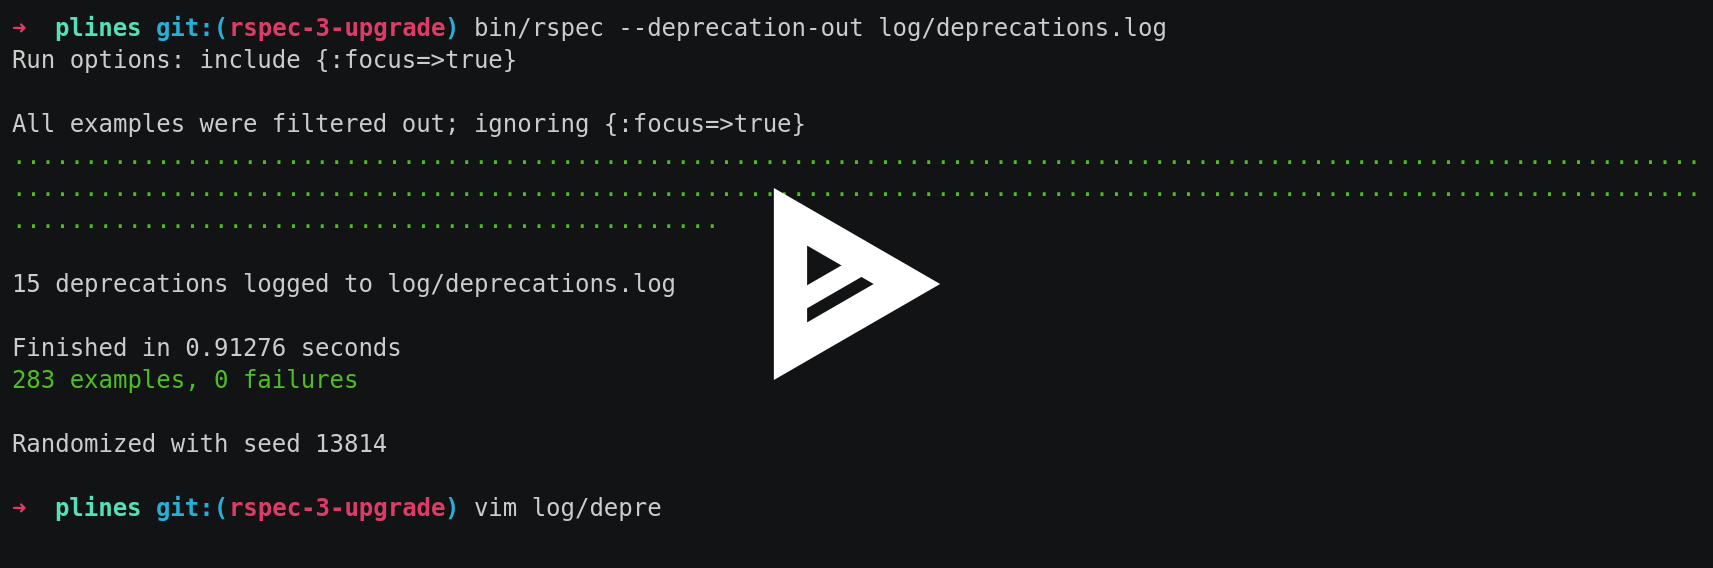 ➜  plines git:(rspec-3-upgrade) bin/rspec --deprecation-out log/deprecations.log
Run options: include {:focus=>true}
All examples were filtered out; ignoring {:focus=>true}
.....................................................................................................................
.....................................................................................................................
.................................................
15 deprecations logged to log/deprecations.log
Finished in 0.91276 seconds
283 examples, 0 failures
Randomized with seed 13814
➜  plines git:(rspec-3-upgrade) vim log/depre